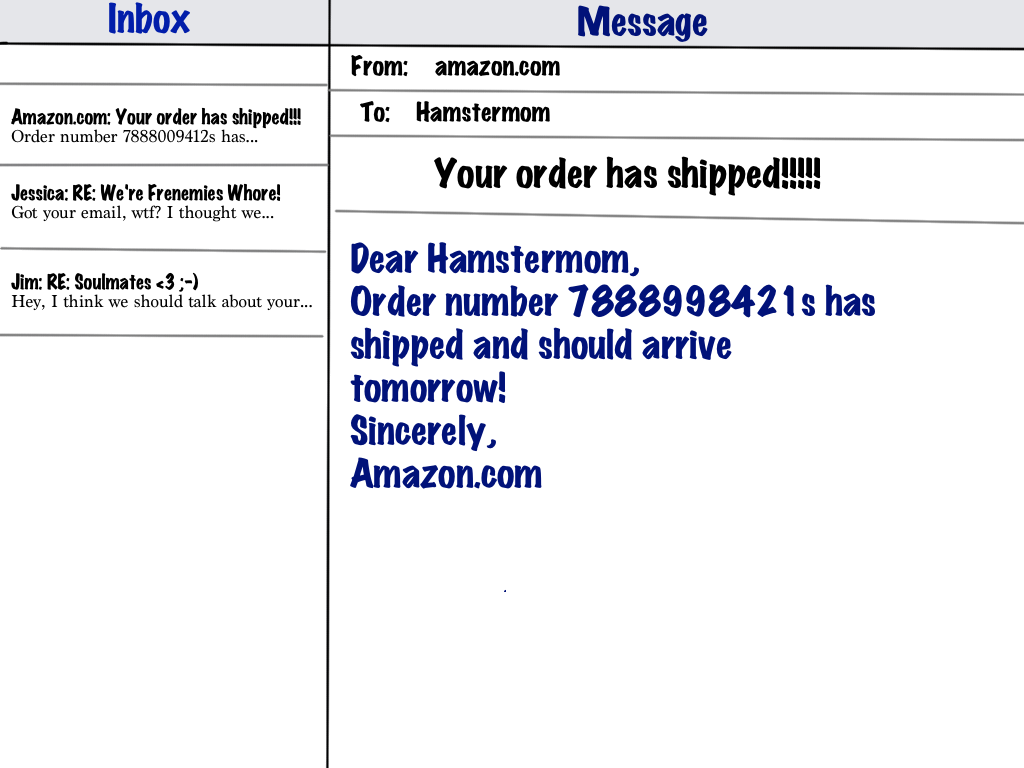 Inbox
Message
Amazon.com: Your order has shipped!!!
Order number 7888009412s has...
Jessica: RE: We're Frenemies Whore!
Got your email, wtf? I thought we...
Jim: RE: Soulmates <3 ;-)
Hey, I think we should talk about your...
From: amazon.com
To: Hamstermom
Your order has shipped!!!!!
Dear Hamstermom,
Order number 7888998421s has
shipped and should arrive
tomorrow!
Sincerely,
Amazon.com